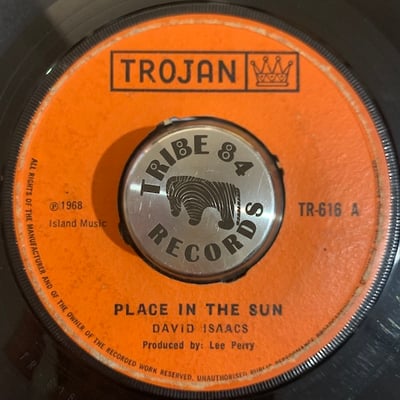 TROJAN
TRIBE 84
RECORDS
℗1968
Island Music
TR-616 A
PLACE IN THE SUN
DAVID ISAACS
Produced by: Lee Perry
ALL RIGHTS OF THE MANUFACTURER AND OF THE OWNER OF THE RECORDED WORK RESERVED. UNAUTHORISED PUBLIC